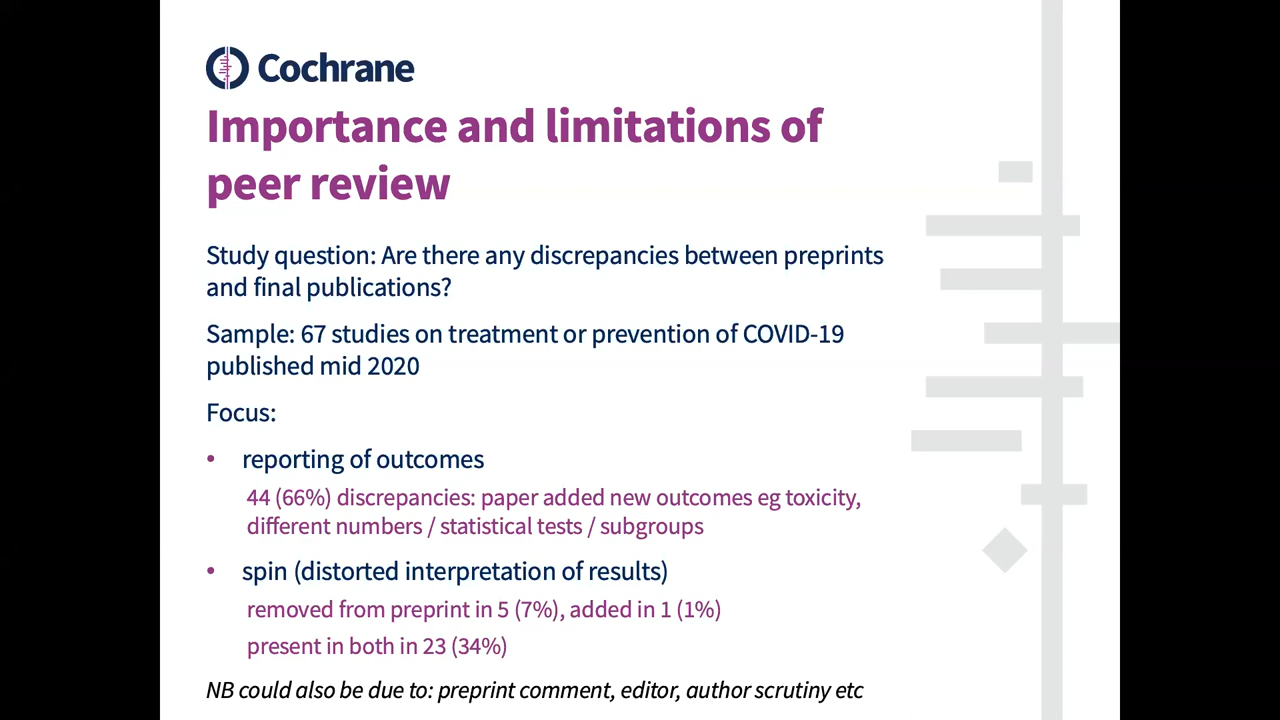 Cochrane
Importance and limitations of
peer review
Study question: Are there any discrepancies between preprints
and final publications?
Sample: 67 studies on treatment or prevention of COVID-19
published mid 2020
Focus:
• reporting of outcomes
44 (66%) discrepancies: paper added new outcomes eg toxicity,
different numbers / statistical tests / subgroups
• spin (distorted interpretation of results)
removed from preprint in 5 (7%), added in 1 (1%)
present in both in 23 (34%)
NB could also be due to: preprint comment, editor, author scrutiny etc